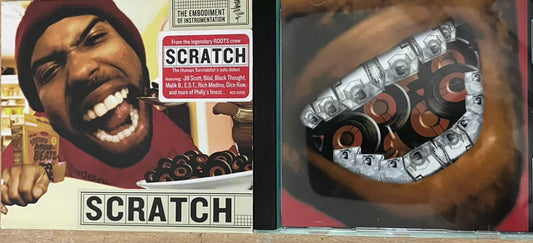 THE EMBODIMENT
OF INSTRUMENTATION
From the legendary ROOTS crew
SCRATCH
The Human Turntablist's solo debut
Featuring: Jill Scott, Bilal, Black Thought,
Malik B., E.S.T., Rich Medina, Dice Raw,
and more of Philly's finest...
BEATS
SCRATCH